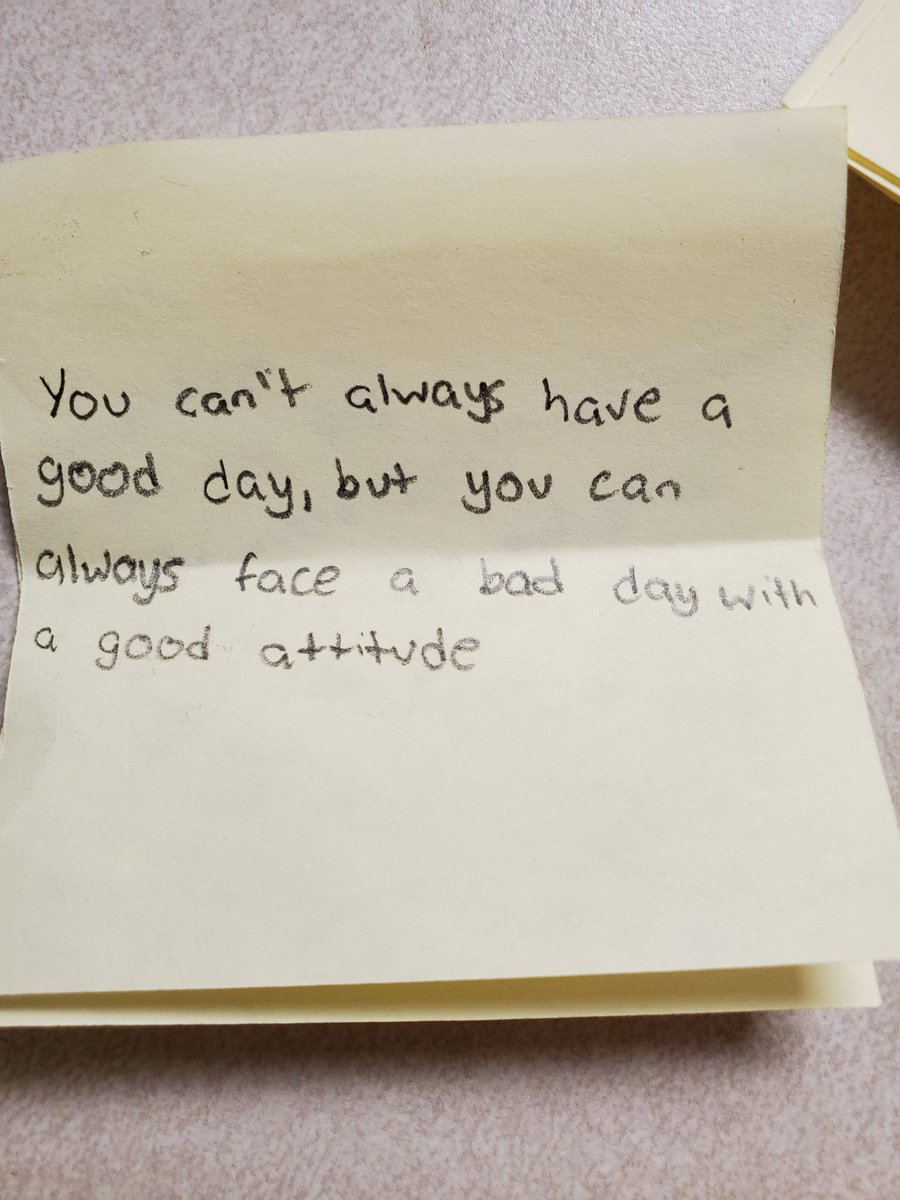 You can't always have a
good day, but you can
always face a bad day with
a good attitude